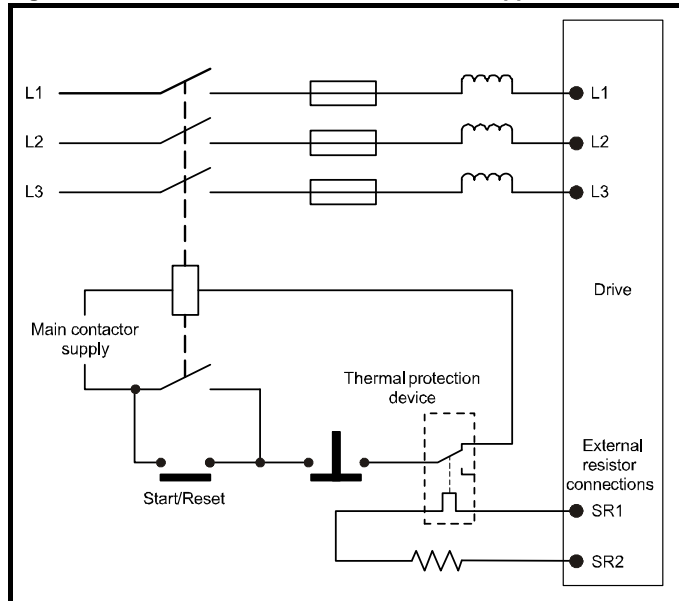 L1
L1
L2
L2
L3
L3
Drive
Main contactor
supply
Thermal protection
device
Start/Reset
External
resistor
connections
SR1
SR2